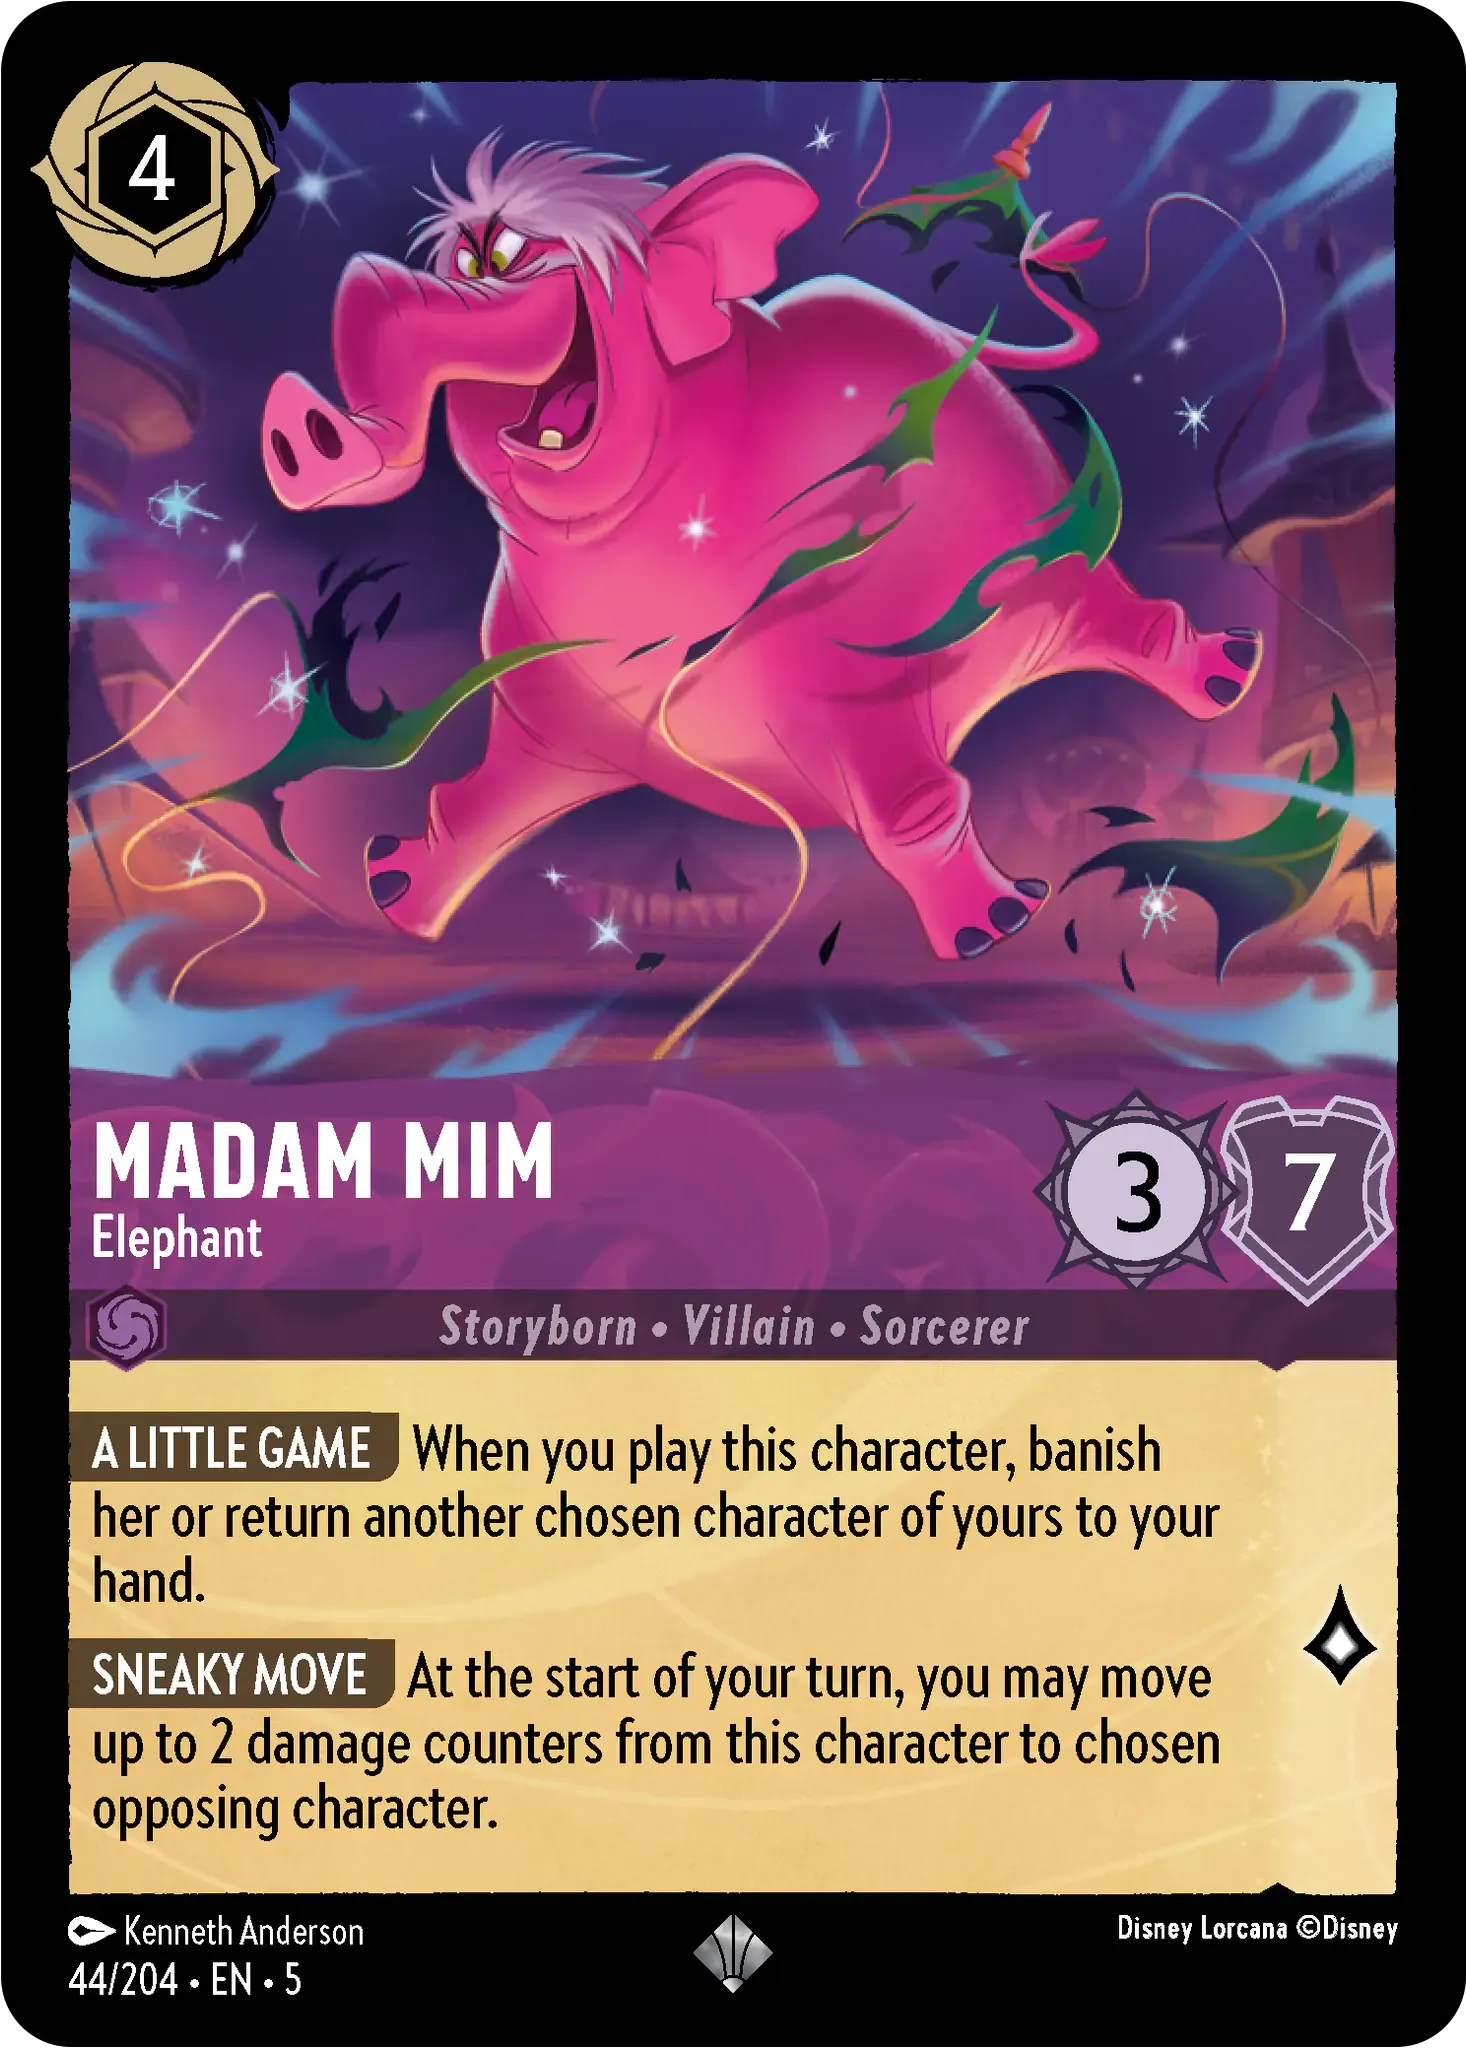 4
MADAM MIM
Elephant
3
7
Storyborn • Villain • Sorcerer
A LITTLE GAME When you play this character, banish
her or return another chosen character of yours to your
hand.
SNEAKY MOVE At the start of your turn, you may move
up to 2 damage counters from this character to chosen
opposing character.
Kenneth Anderson
Disney Lorcana ©Disney
44/204 • EN • 5